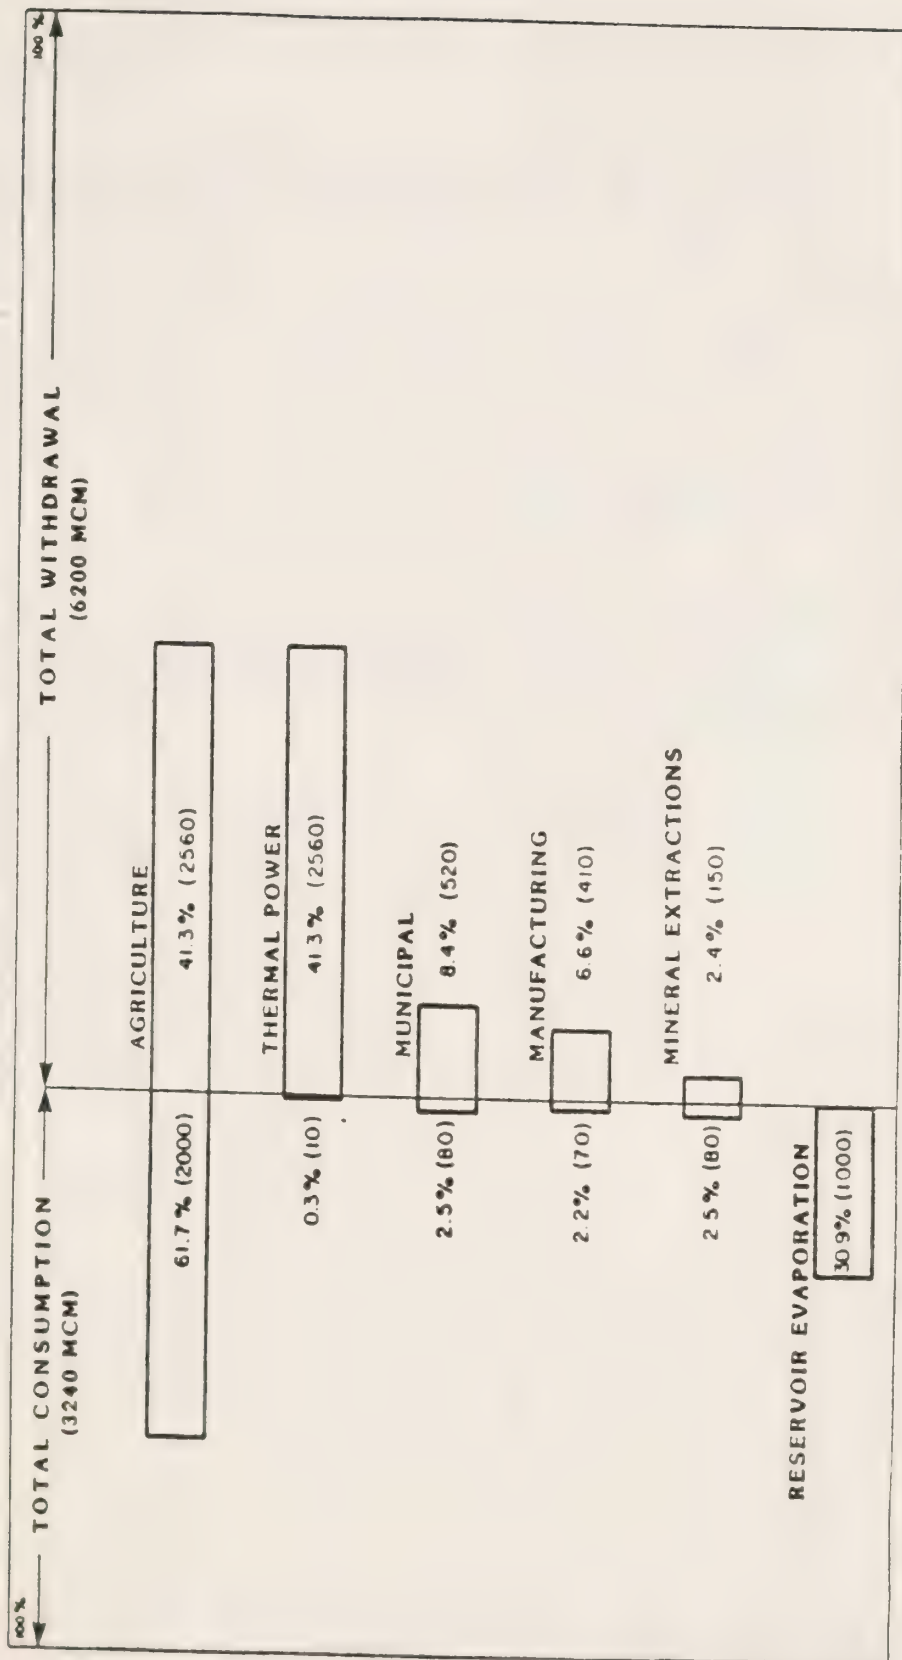 100%
TOTAL CONSUMPTION
(3240 MCM)
TOTAL WITHDRAWAL
(6200 MCM)
100%
AGRICULTURE
61.7% (2000)
41.3% (2560)
THERMAL POWER
0.3% (10)
41.3% (2560)
MUNICIPAL
2.5% (80)
8.4% (520)
MANUFACTURING
2.2% (70)
6.6% (410)
MINERAL EXTRACTIONS
2.5% (80)
2.4% (150)
RESERVOIR EVAPORATION
30.9% (1000)